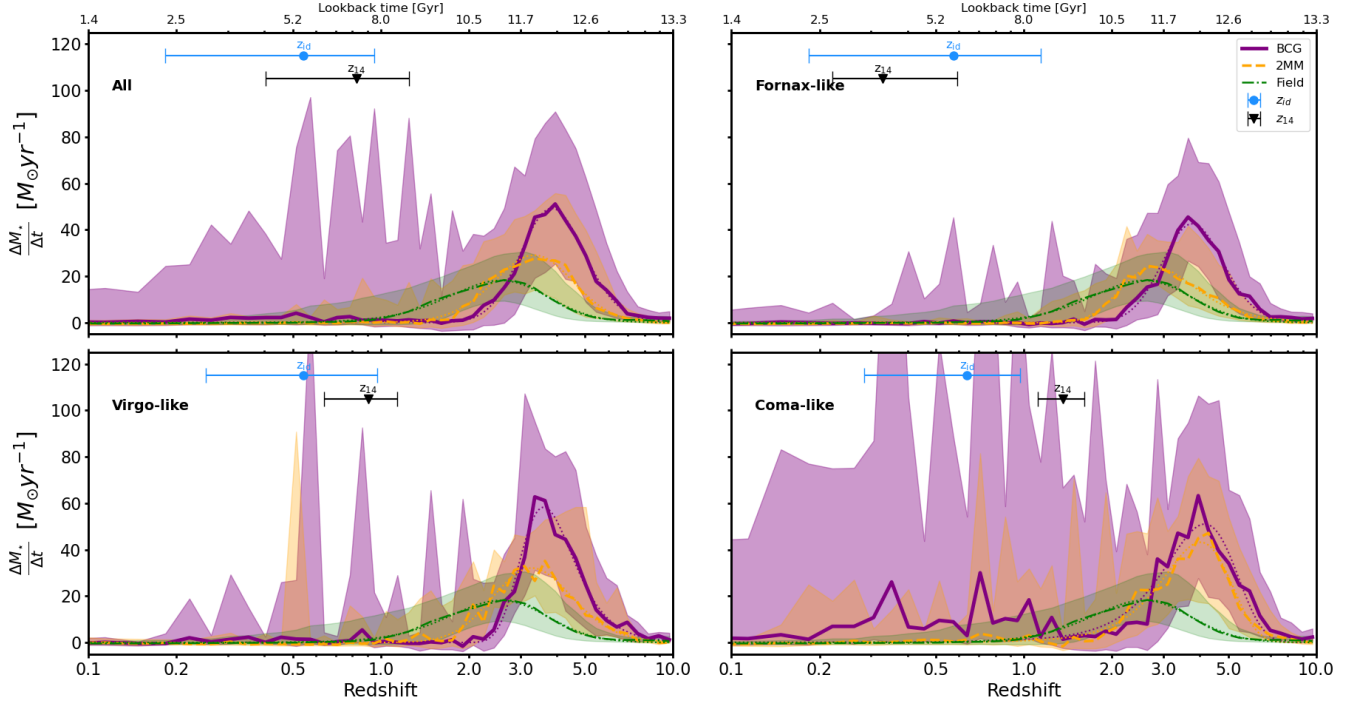 Lookback time [Gyr] Lookback time [Gyr]
1.4 2.5 5.2 8.0 10.5 11.7 12.6 13.3 1.4 2.5 5.2 8.0 10.5 11.7 12.6 13.3
120 100 80 60 40 20 0
ΔM⋆/Δt [M⊙yr⁻¹]
z_id
z_14
All
z_id
z_14
Fornax-like
BCG
2MM
Field
z_id
z_14
120 100 80 60 40 20 0
ΔM⋆/Δt [M⊙yr⁻¹]
z_id
z_14
Virgo-like
z_id
z_14
Coma-like
0.1 0.2 0.5 1.0 2.0 3.0 5.0 10.0 0.1 0.2 0.5 1.0 2.0 3.0 5.0 10.0
Redshift Redshift